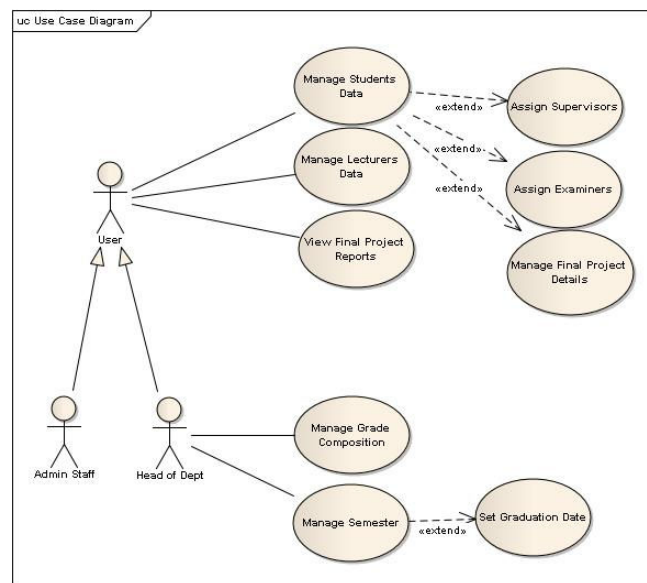 uc Use Case Diagram
Manage Students
Data
«extend»
Assign Supervisors
Manage Lecturers
Data
«extend»
«extend»
Assign Examiners
User
View Final Project
Reports
Manage Final Project
Details
Admin Staff
Head of Dept
Manage Grade
Composition
Manage Semester
«extend»
Set Graduation Date